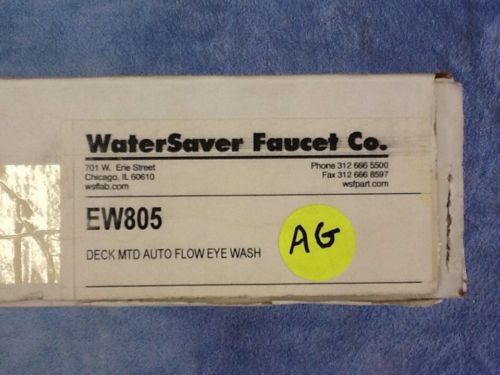 WaterSaver Faucet Co.
701 W. Erie Street
Chicago, IL 60610
wsflab.com
Phone 312 666 5500
Fax 312 666 8597
wsfpart.com
EW805
DECK MTD AUTO FLOW EYE WASH
AG